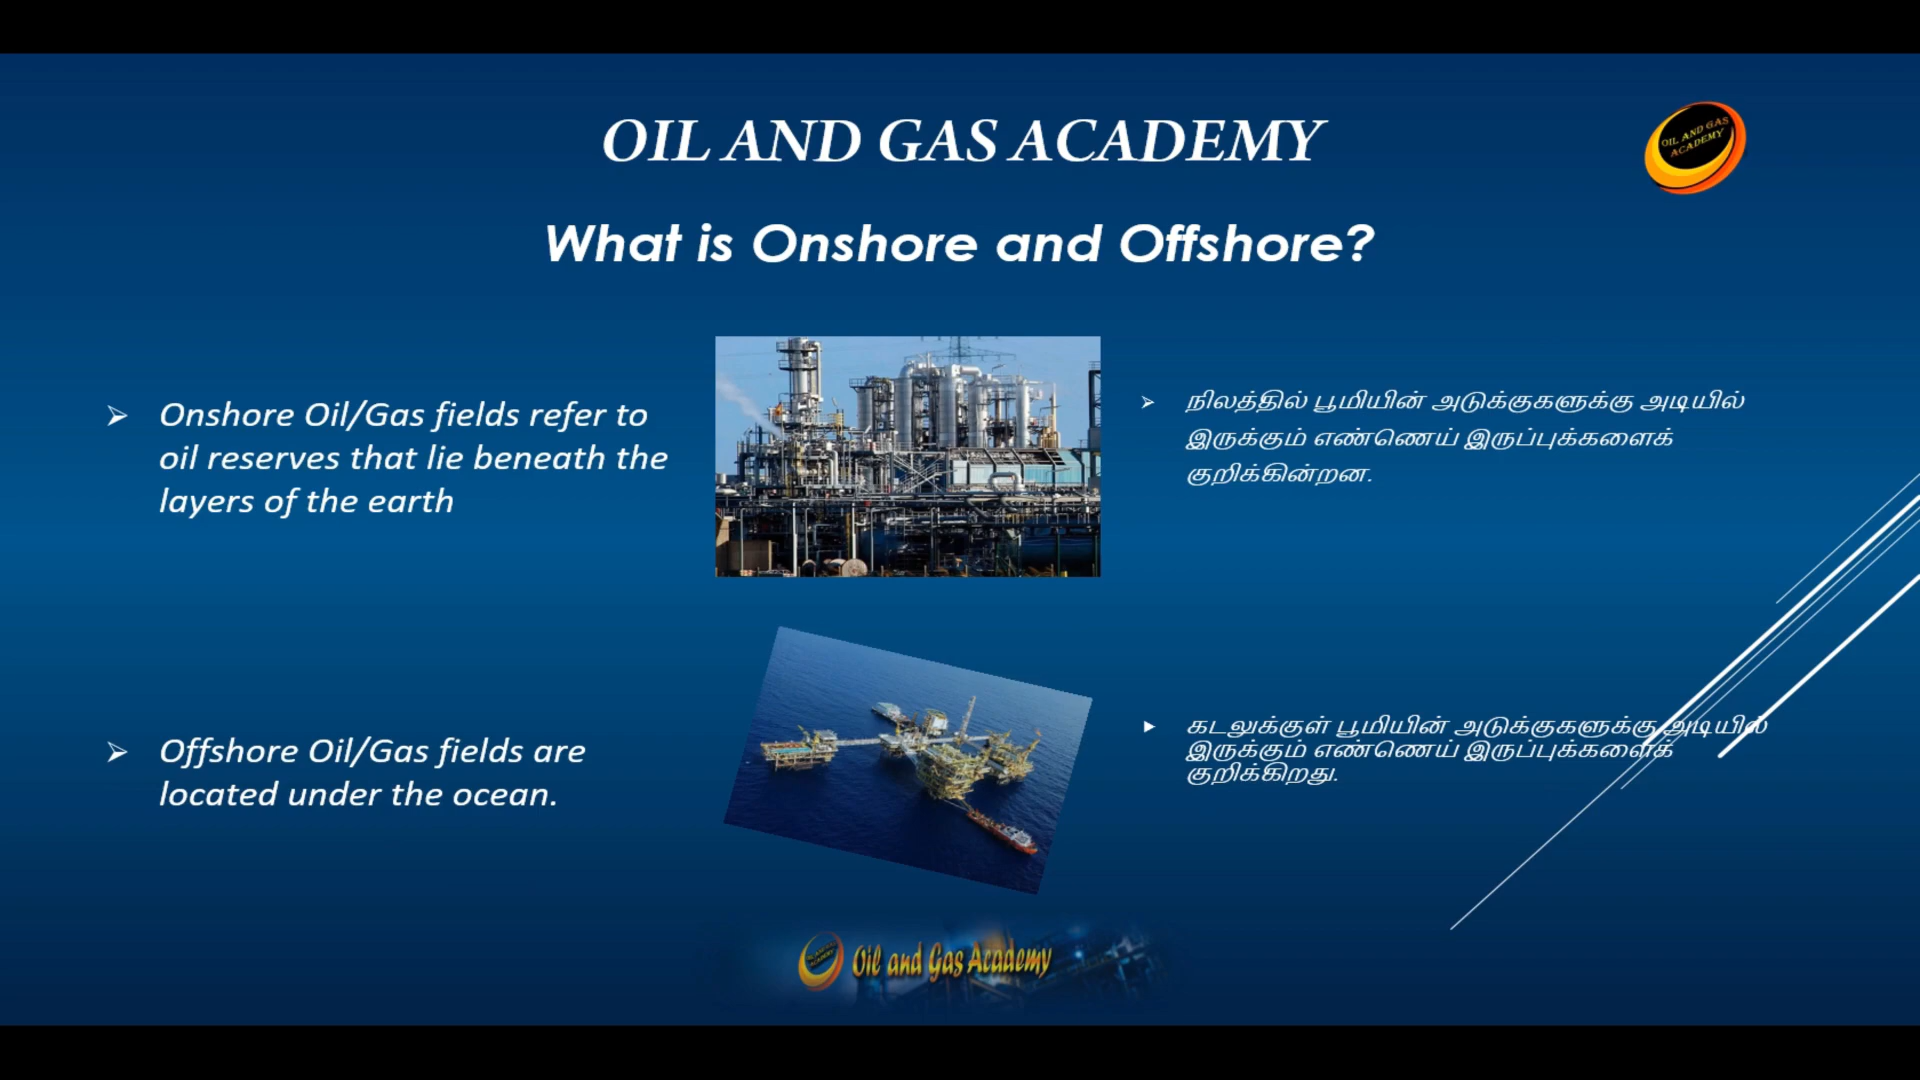 OIL AND GAS ACADEMY
OIL AND GAS
ACADEMY
What is Onshore and Offshore?
Onshore Oil/Gas fields refer to
oil reserves that lie beneath the
layers of the earth
நிலத்தில் பூமியின் அடுக்குகளுக்கு அடியில்
இருக்கும் எண்ணெய் இருப்புக்களைக்
குறிக்கின்றன.
Offshore Oil/Gas fields are
located under the ocean.
கடலுக்குள் பூமியின் அடுக்குகளுக்கு அடியில்
இருக்கும் எண்ணெய் இருப்புக்களைக்
குறிக்கிறது.
Oil and Gas Academy